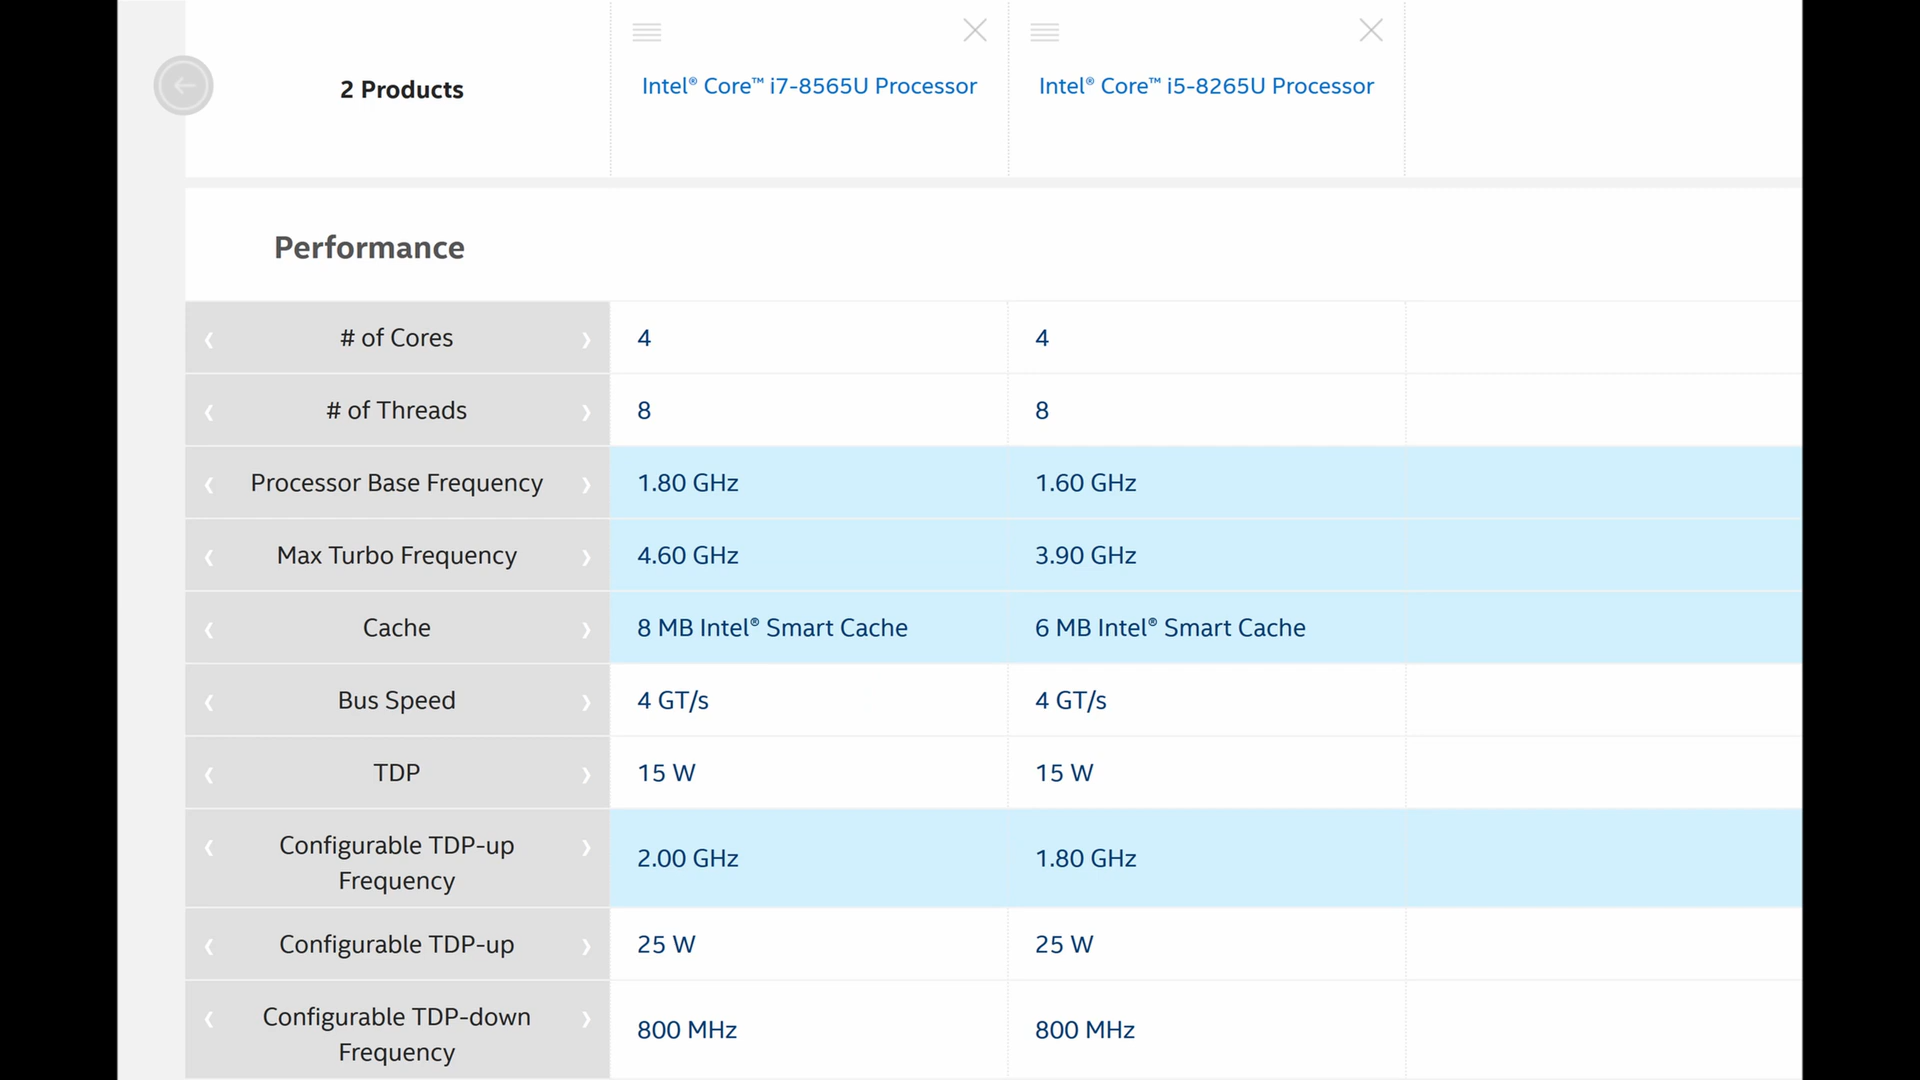 2 Products
Intel® Core™ i7-8565U Processor
Intel® Core™ i5-8265U Processor
Performance
# of Cores
4
4
# of Threads
8
8
Processor Base Frequency
1.80 GHz
1.60 GHz
Max Turbo Frequency
4.60 GHz
3.90 GHz
Cache
8 MB Intel® Smart Cache
6 MB Intel® Smart Cache
Bus Speed
4 GT/s
4 GT/s
TDP
15 W
15 W
Configurable TDP-up
Frequency
2.00 GHz
1.80 GHz
Configurable TDP-up
25 W
25 W
Configurable TDP-down
Frequency
800 MHz
800 MHz